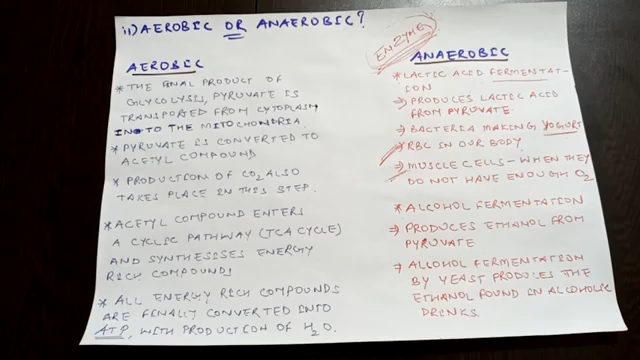 ii) AEROBIC OR ANAEROBIC?
AEROBIC
* THE FINAL PRODUCT OF
GLYCOLYSIS, PYRUVATE IS
TRANSPORTED FROM CYTOPLASM
INTO THE MITOCHONDRIA.
* PYRUVATE IS CONVERTED TO
ACETYL COMPOUND
* PRODUCTION OF CO2 ALSO
TAKES PLACE IN THIS STEP.
* ACETYL COMPOUND ENTERS
A CYCLIC PATHWAY (TCA CYCLE)
AND SYNTHESISES ENERGY
RICH COMPOUNDS
* ALL ENERGY RICH COMPOUNDS
ARE FINALLY CONVERTED INTO
ATP, WITH PRODUCTION OF H2O.
ENZYME
ANAEROBIC
* LACTIC ACID FERMENTAT-
ION
⇒ PRODUCES LACTIC ACID
FROM PYRUVATE.
⇒ BACTERIA MAKING YOGURT
⇒ RBC IN OUR BODY
⇒ MUSCLE CELLS - WHEN THEY
DO NOT HAVE ENOUGH O2
* ALCOHOL FERMENTATION
⇒ PRODUCES ETHANOL FROM
PYRUVATE
⇒ ALCOHOL FERMENTATION
BY YEAST PRODUCES THE
ETHANOL FOUND IN ALCOHOLIC
DRINKS.